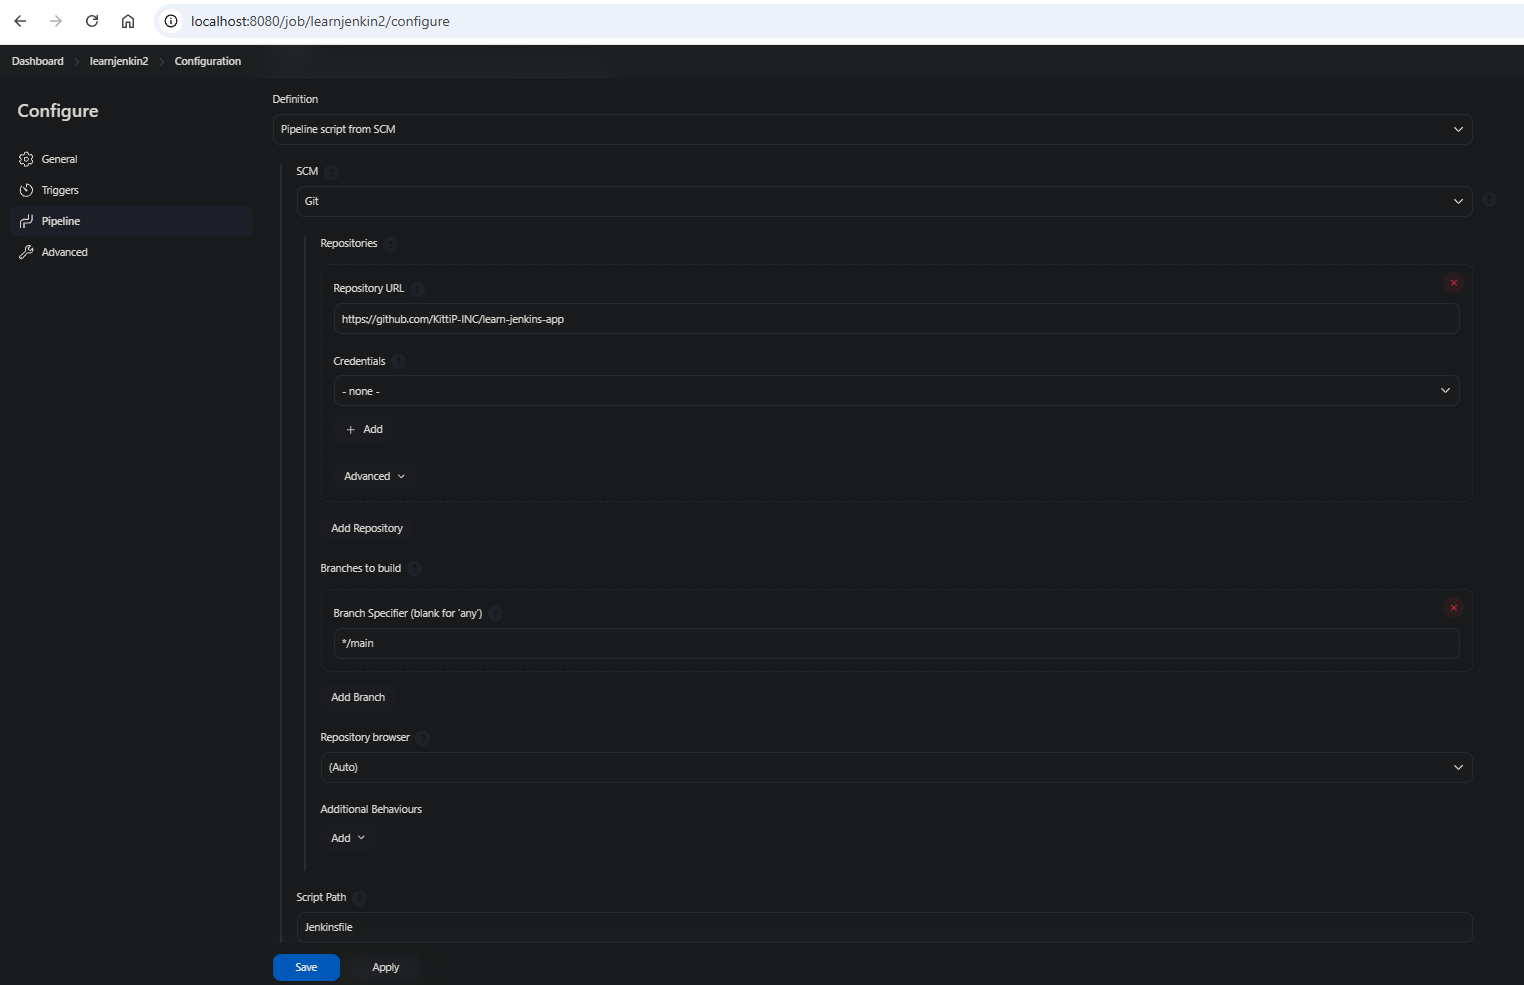 localhost:8080/job/learnjenkin2/configure
Dashboard learnjenkin2 Configuration
Configure
General
Triggers
Pipeline
Advanced
Definition
Pipeline script from SCM
SCM ?
Git
?
Repositories ?
Repository URL ?
https://github.com/KittiP-INC/learn-jenkins-app
Credentials ?
- none -
+ Add
Advanced
Add Repository
Branches to build ?
Branch Specifier (blank for 'any') ?
*/main
Add Branch
Repository browser ?
(Auto)
Additional Behaviours
Add
Script Path ?
Jenkinsfile
Save Apply